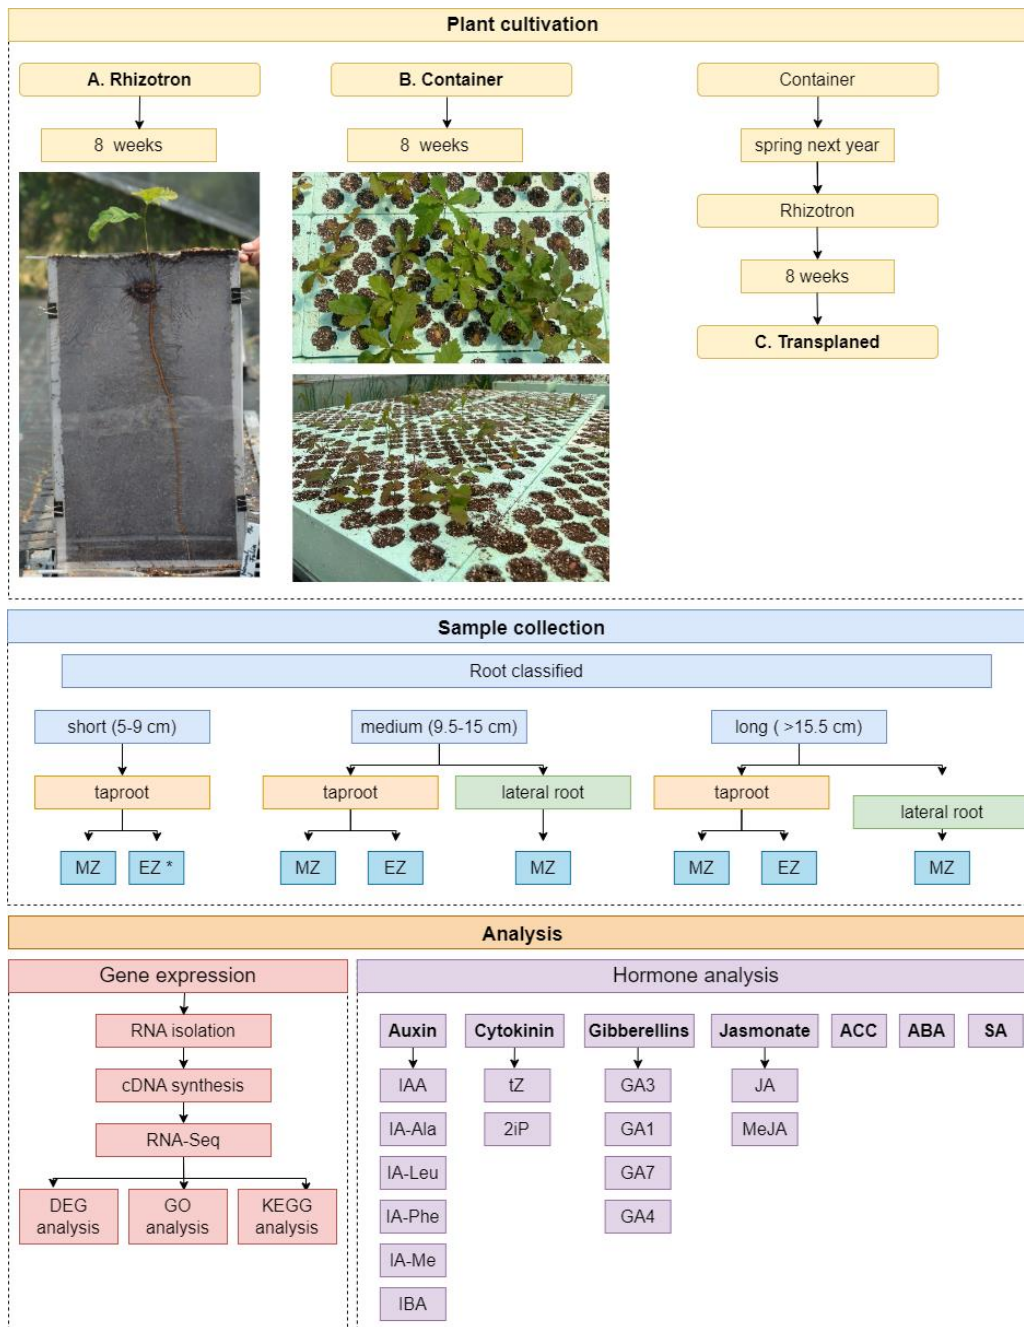 Plant cultivation
A. Rhizotron
B. Container
Container
8 weeks
8 weeks
spring next year
Rhizotron
8 weeks
C. Transplaned
Sample collection
Root classified
short (5-9 cm)
medium (9.5-15 cm)
long ( >15.5 cm)
taproot
taproot
lateral root
taproot
lateral root
MZ
EZ *
MZ
EZ
MZ
MZ
EZ
MZ
Analysis
Gene expression
RNA isolation
cDNA synthesis
RNA-Seq
DEG
analysis
GO
analysis
KEGG
analysis
Hormone analysis
Auxin
Cytokinin
Gibberellins
Jasmonate
ACC
ABA
SA
IAA
tZ
GA3
JA
IA-Ala
2iP
GA1
MeJA
IA-Leu
GA7
IA-Phe
GA4
IA-Me
IBA